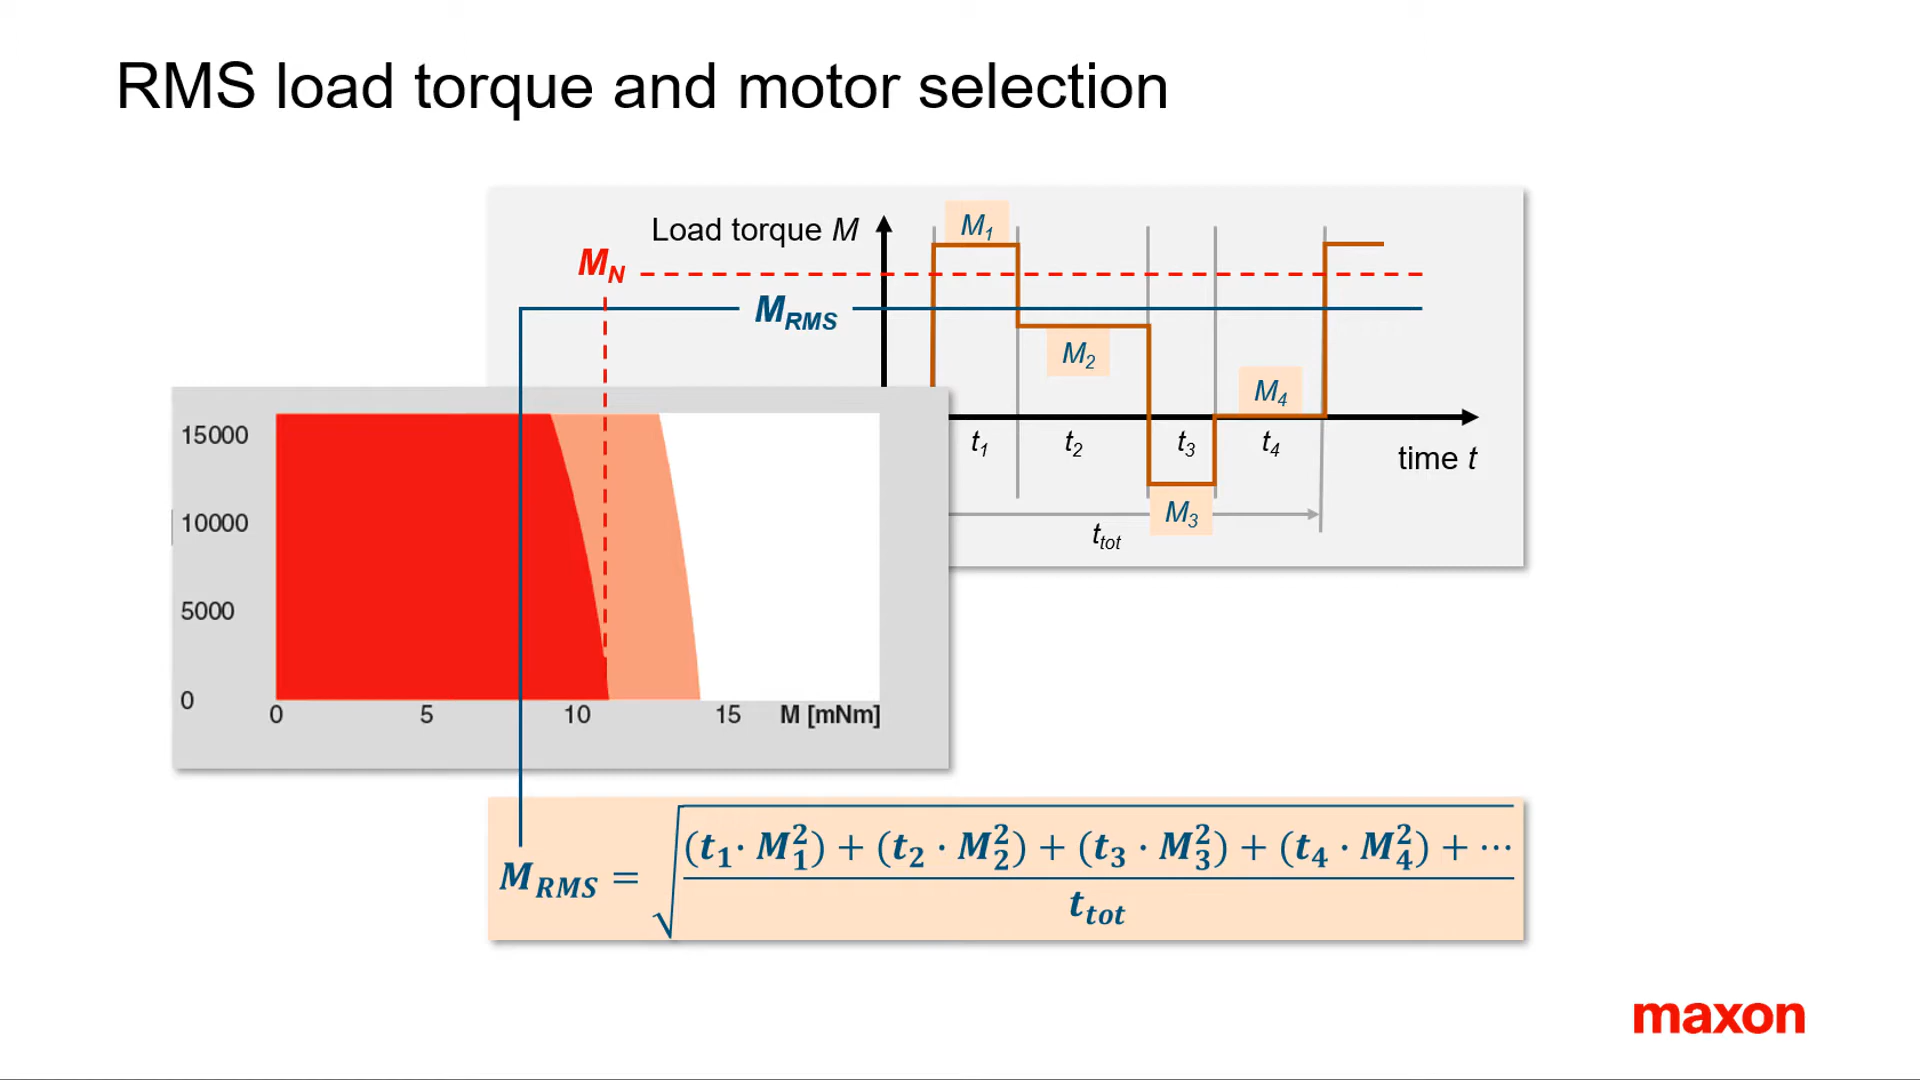 RMS load torque and motor selection
Load torque M
M1
MN
MRMS
M2
M4
t1 t2 t3 t4
time t
M3
ttot
15000
10000
5000
0
0 5 10 15 M [mNm]
MRMS = √((t1· M1²) + (t2 · M2²) + (t3 · M3²) + (t4 · M4²) + ⋯
ttot
maxon